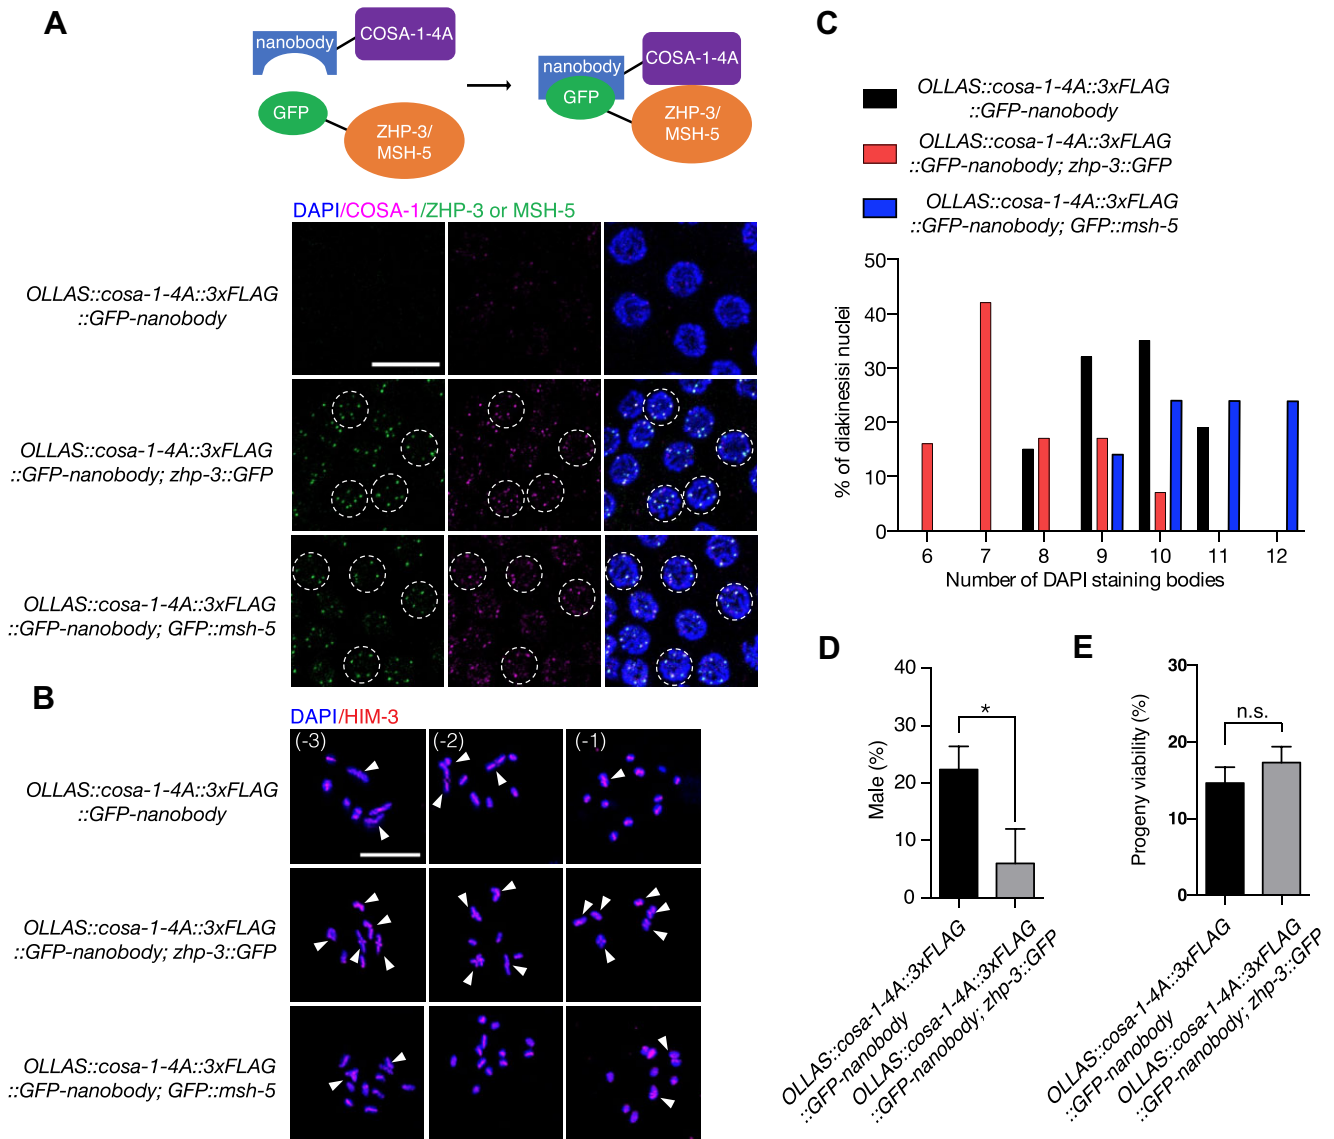 A
nanobody
COSA-1-4A
GFP
ZHP-3/
MSH-5
nanobody
COSA-1-4A
GFP
ZHP-3/
MSH-5
DAPI/COSA-1/ZHP-3 or MSH-5
OLLAS::cosa-1-4A::3xFLAG
::GFP-nanobody
OLLAS::cosa-1-4A::3xFLAG
::GFP-nanobody; zhp-3::GFP
OLLAS::cosa-1-4A::3xFLAG
::GFP-nanobody; GFP::msh-5
B
DAPI/HIM-3
(-3)
(-2)
(-1)
OLLAS::cosa-1-4A::3xFLAG
::GFP-nanobody
OLLAS::cosa-1-4A::3xFLAG
::GFP-nanobody; zhp-3::GFP
OLLAS::cosa-1-4A::3xFLAG
::GFP-nanobody; GFP::msh-5
C
OLLAS::cosa-1-4A::3xFLAG
::GFP-nanobody
OLLAS::cosa-1-4A::3xFLAG
::GFP-nanobody; zhp-3::GFP
OLLAS::cosa-1-4A::3xFLAG
::GFP-nanobody; GFP::msh-5
% of diakinesisi nuclei
50
40
30
20
10
0
6 7 8 9 10 11 12
Number of DAPI staining bodies
D
Male (%)
40
30
20
10
0
*
OLLAS::cosa-1-4A::3xFLAG
::GFP-nanobody
OLLAS::cosa-1-4A::3xFLAG
::GFP-nanobody; zhp-3::GFP
E
Progeny viability (%)
30
20
10
0
n.s.
OLLAS::cosa-1-4A::3xFLAG
::GFP-nanobody
OLLAS::cosa-1-4A::3xFLAG
::GFP-nanobody; zhp-3::GFP